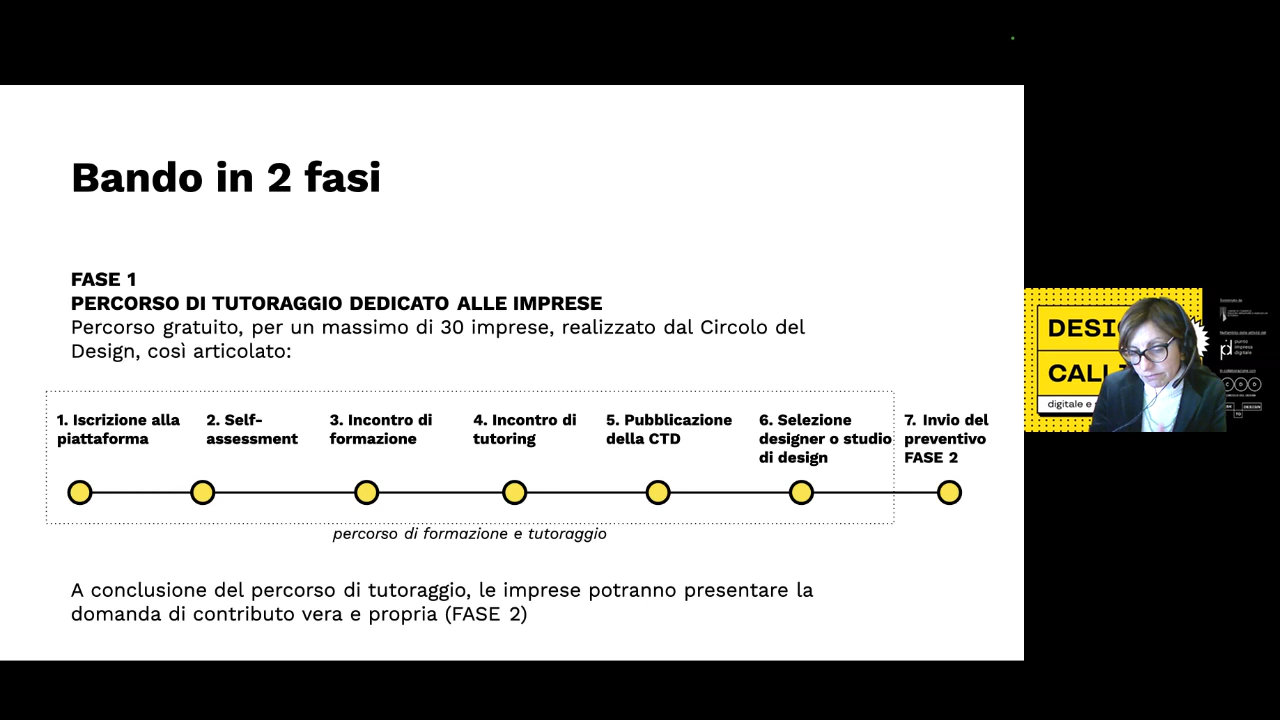 Bando in 2 fasi
FASE 1
PERCORSO DI TUTORAGGIO DEDICATO ALLE IMPRESE
Percorso gratuito, per un massimo di 30 imprese, realizzato dal Circolo del
Design, così articolato:
1. Iscrizione alla
piattaforma
2. Self-
assessment
3. Incontro di
formazione
4. Incontro di
tutoring
5. Pubblicazione
della CTD
6. Selezione
designer o studio
di design
7. Invio del
preventivo
FASE 2
percorso di formazione e tutoraggio
A conclusione del percorso di tutoraggio, le imprese potranno presentare la
domanda di contributo vera e propria (FASE 2)
DESI
CALL
digitale e
punto
impresa
digitale